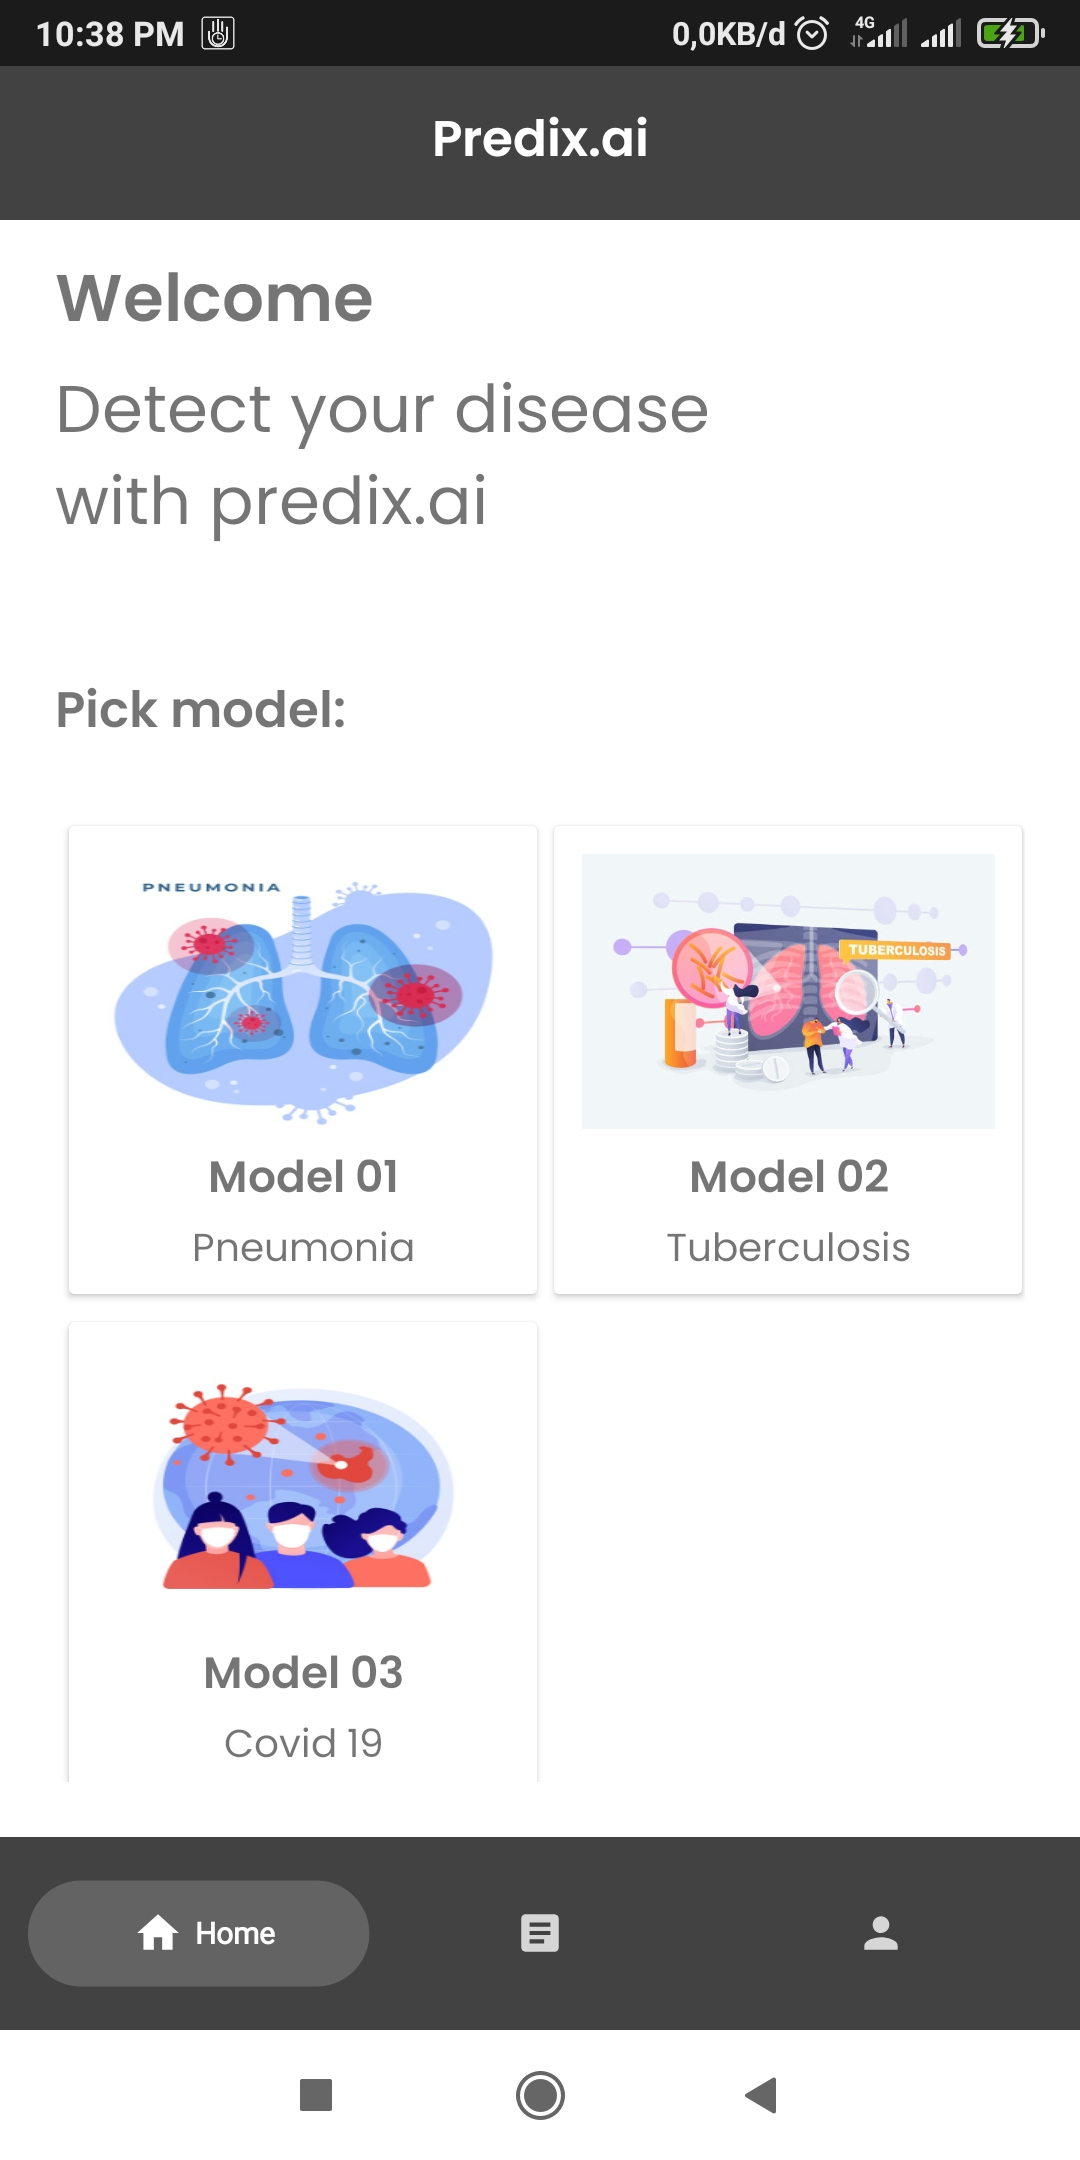 10:38 PM
0,0KB/d
4G
Predix.ai
Welcome
Detect your disease
with predix.ai
Pick model:
PNEUMONIA
TUBERCULOSIS
Model 01
Model 02
Pneumonia
Tuberculosis
Model 03
Covid 19
Home